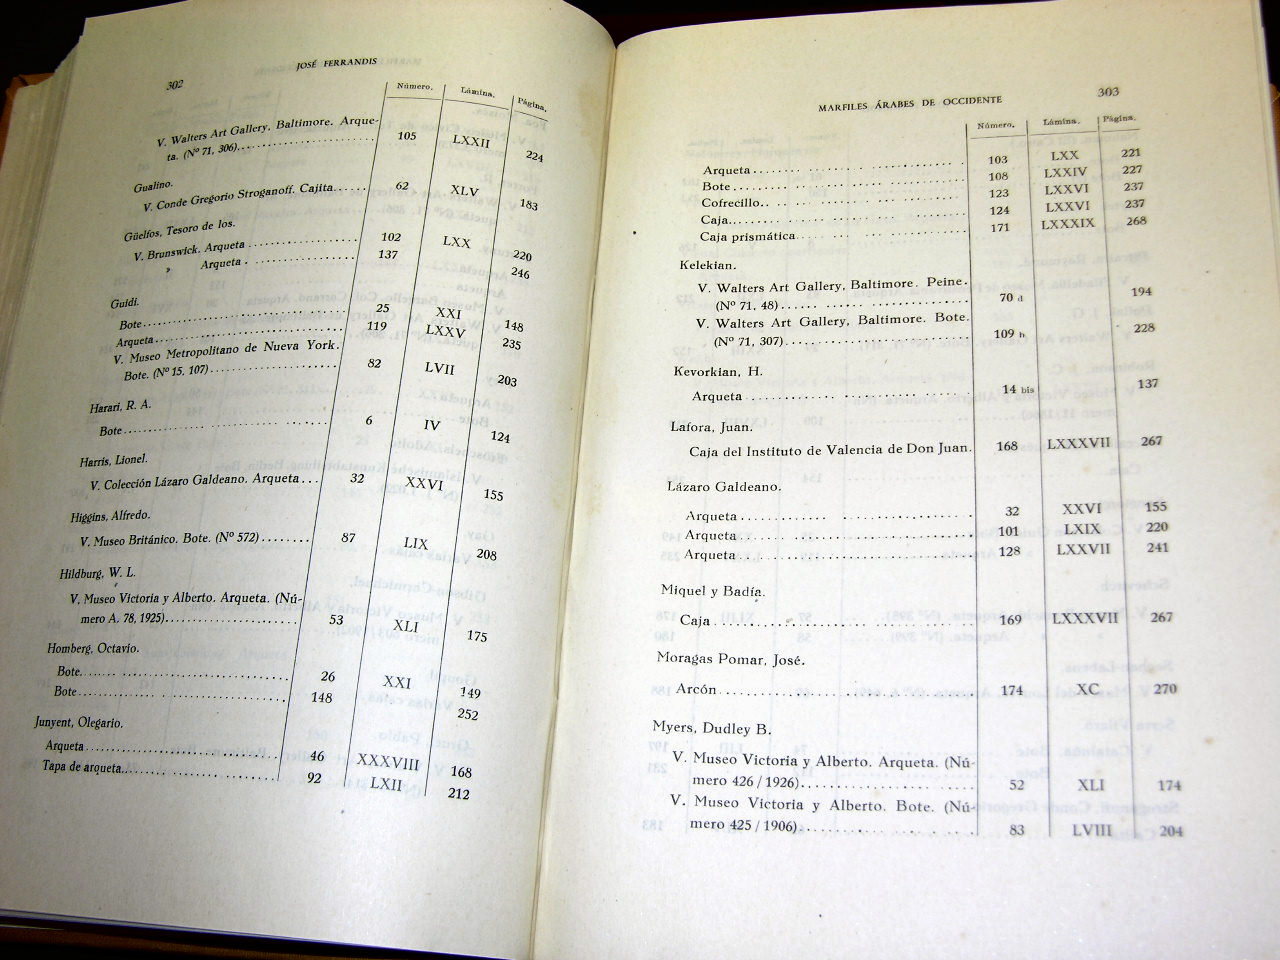 302
JOSÉ FERRANDIS
Número. Lámina. Página.
V. Walters Art Gallery. Baltimore. Arque-
ta. (Nº 71, 306) 105 LXXII 224
Gualino.
V. Conde Gregorio Stroganoff. Cajita 62 XLV 183
Güelfos, Tesoro de los.
V. Brunswick. Arqueta 102 LXX 220
» Arqueta 137 246
Guidi.
Bote 25 XXI 148
Arqueta 119 LXXV 235
V. Museo Metropolitano de Nueva York.
Bote. (Nº 15, 107) 82 LVII 203
Harari, R. A.
Bote 6 IV 124
Harris, Lionel.
V. Colección Lázaro Galdeano. Arqueta 32 XXVI 155
Higgins, Alfredo.
V. Museo Británico. Bote. (Nº 572) 87 LIX 208
Hildburg, W. L.
V. Museo Victoria y Alberto. Arqueta. (Nú-
mero A. 78, 1925) 53 XLI 175
Homberg, Octavio.
Bote 26 XXI 149
Bote 148 252
Junyent, Olegario.
Arqueta 46 XXXVIII 168
Tapa de arqueta 92 LXII 212
MARFILES ÁRABES DE OCCIDENTE
303
Número. Lámina. Página.
Arqueta 103 LXX 221
Bote 108 LXXIV 227
Cofrecillo 123 LXXVI 237
Caja 124 LXXVI 237
Caja prismática 171 LXXXIX 268
Kelekian.
V. Walters Art Gallery, Baltimore. Peine.
(Nº 71, 48) 70 d 194
V. Walters Art Gallery, Baltimore. Bote.
(Nº 71, 307) 109 b 228
Kevorkian, H.
Arqueta 14 bis 137
Lafora, Juan.
Caja del Instituto de Valencia de Don Juan. 168 LXXXVII 267
Lázaro Galdeano.
Arqueta 32 XXVI 155
Arqueta 101 LXIX 220
Arqueta 128 LXXVII 241
Miquel y Badía.
Caja 169 LXXXVII 267
Moragas Pomar, José.
Arcón 174 XC 270
Myers, Dudley B.
V. Museo Victoria y Alberto. Arqueta. (Nú-
mero 426 / 1926) 52 XLI 174
V. Museo Victoria y Alberto. Bote. (Nú-
mero 425 / 1906) 83 LVIII 204